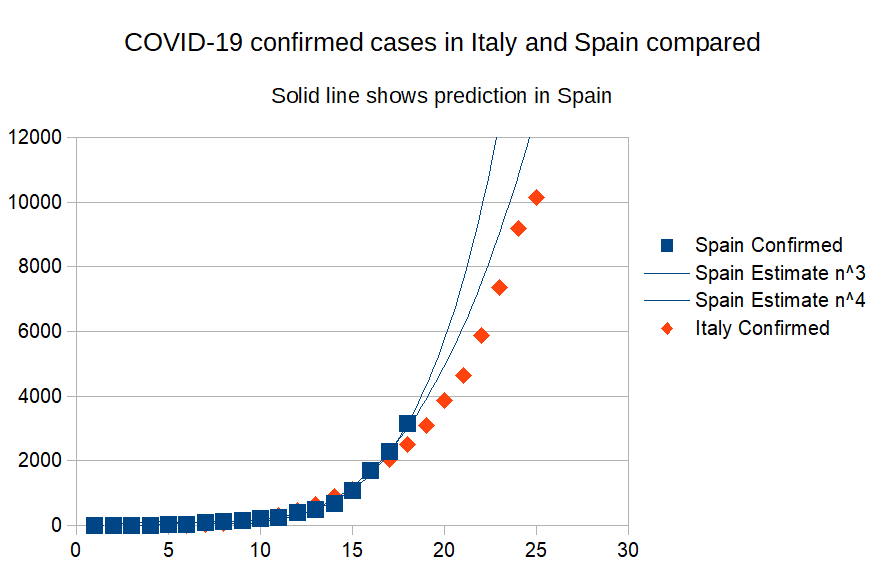 COVID-19 confirmed cases in Italy and Spain compared
Solid line shows prediction in Spain
12000
10000
8000
6000
4000
2000
0
0 5 10 15 20 25 30
Spain Confirmed
Spain Estimate n^3
Spain Estimate n^4
Italy Confirmed